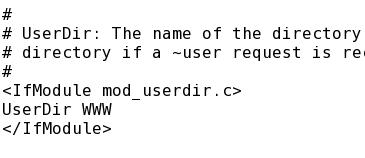 #
# UserDir: The name of the directory
# directory if a ~user request is
#
<IfModule mod_userdir.c>
UserDir WWW
</IfModule>